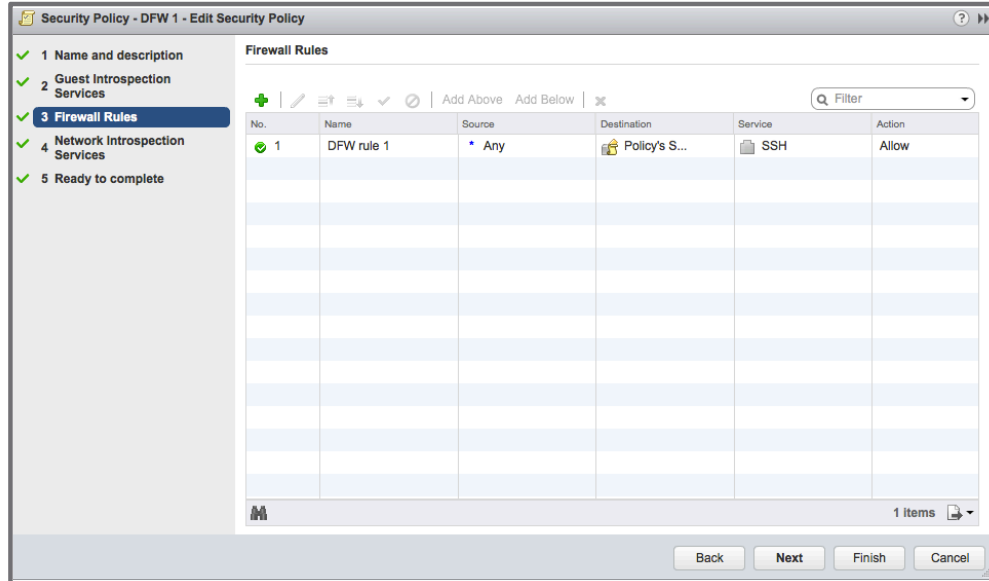 Security Policy - DFW 1 - Edit Security Policy
?
1 Name and description
2 Guest Introspection
Services
3 Firewall Rules
4 Network Introspection
Services
5 Ready to complete
Firewall Rules
Add Above Add Below
Filter
No. Name Source Destination Service Action
1 DFW rule 1 * Any Policy's S... SSH Allow
1 items
Back Next Finish Cancel